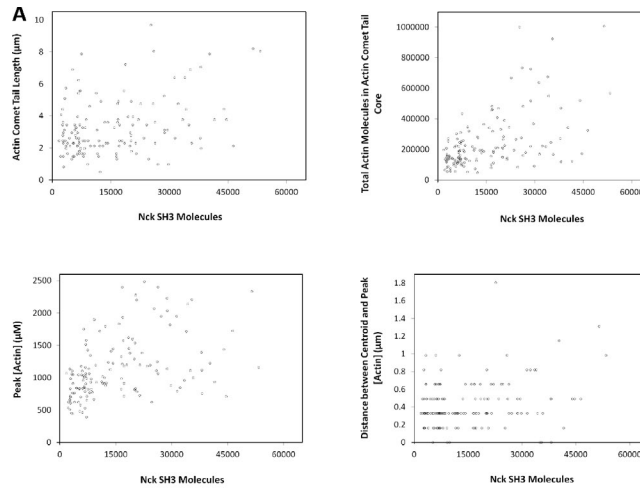 A
Actin Comet Tail Length (µm)
10
8
6
4
2
0
0 15000 30000 45000 60000
Nck SH3 Molecules
Total Actin Molecules in Actin Comet Tail
Core
1000000
800000
600000
400000
200000
0
0 15000 30000 45000 60000
Nck SH3 Molecules
Peak [Actin] (µM)
2500
2000
1500
1000
500
0
0 15000 30000 45000 60000
Nck SH3 Molecules
Distance between Centroid and Peak
[Actin] (µm)
1.8
1.6
1.4
1.2
1
0.8
0.6
0.4
0.2
0
0 15000 30000 45000 60000
Nck SH3 Molecules